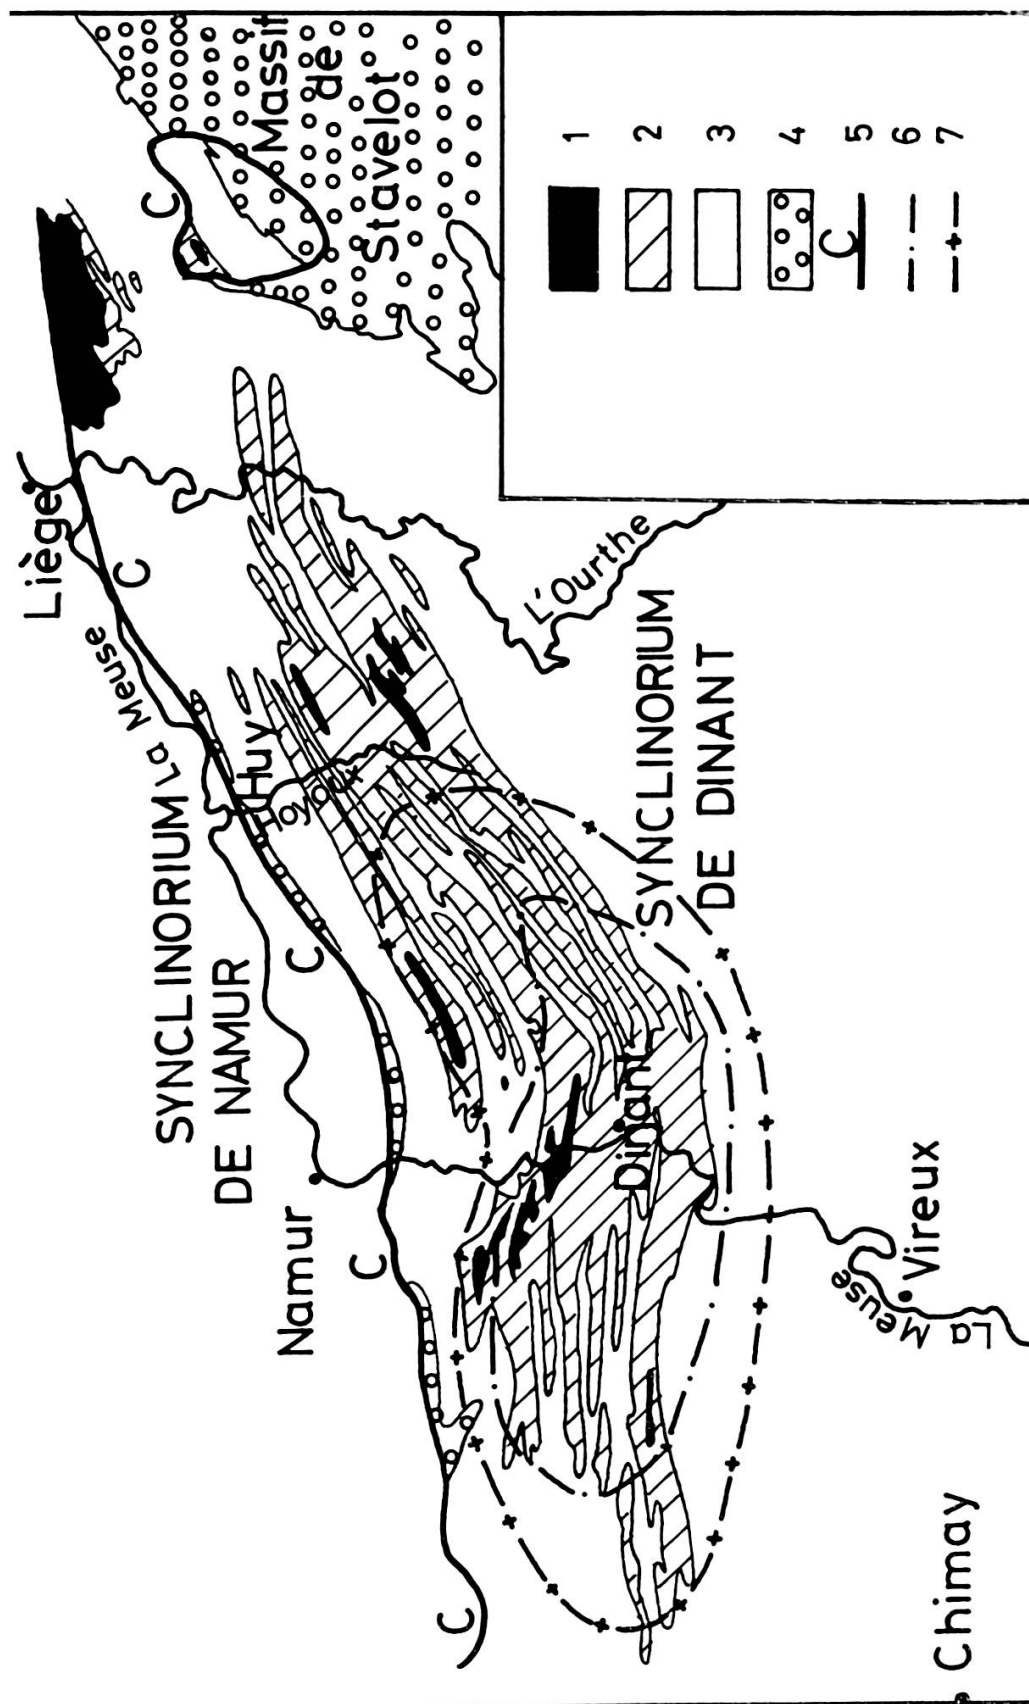 Liège
La Meuse
C
C
Massif
de
Stavelot
SYNCLINORIUM
DE NAMUR
Huy
Hoyoux
L'Ourthe
C
Namur
C
C
Dinant
SYNCLINORIUM
DE DINANT
La Meuse
Vireux
Chimay
1
2
3
4
C
5
6
7